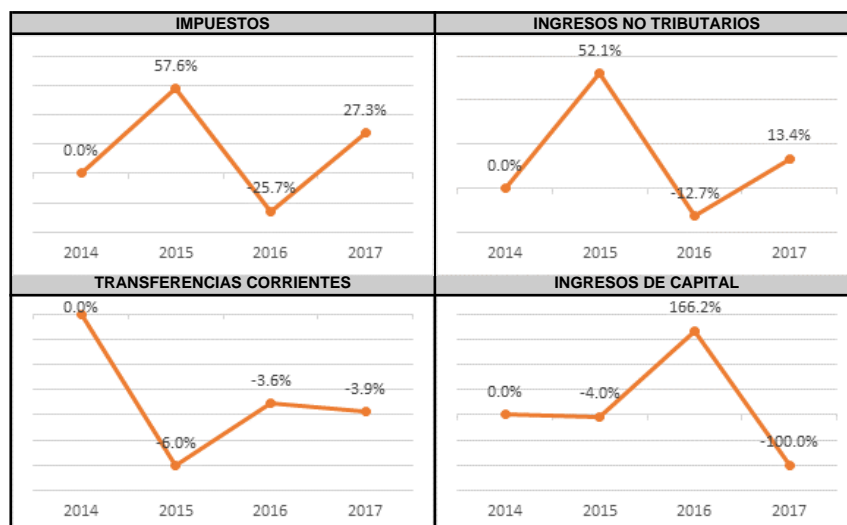 IMPUESTOS
57.6%
27.3%
0.0%
-25.7%
2014 2015 2016 2017
INGRESOS NO TRIBUTARIOS
52.1%
13.4%
0.0%
-12.7%
2014 2015 2016 2017
TRANSFERENCIAS CORRIENTES
0.0%
-3.6%
-3.9%
-6.0%
2014 2015 2016 2017
INGRESOS DE CAPITAL
166.2%
0.0%
-4.0%
-100.0%
2014 2015 2016 2017